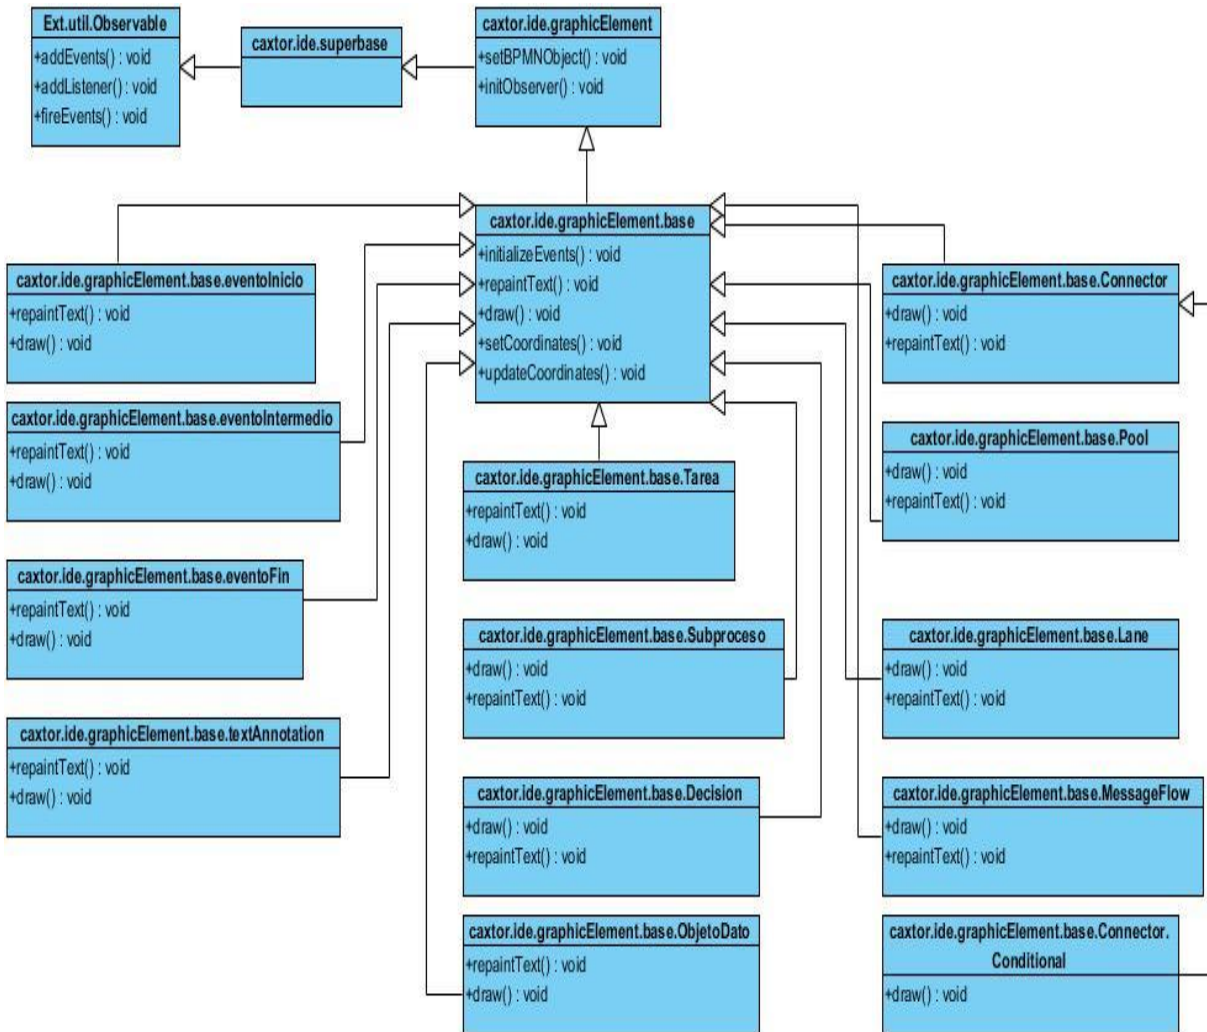 Ext.util.Observable
+addEvents() : void
+addListener() : void
+fireEvents() : void
caxtor.ide.superbase
caxtor.ide.graphicElement
+setBPMNObject() : void
+initObserver() : void
caxtor.ide.graphicElement.base
+initializeEvents() : void
+repaintText() : void
+draw() : void
+setCoordinates() : void
+updateCoordinates() : void
caxtor.ide.graphicElement.base.eventoInicio
+repaintText() : void
+draw() : void
caxtor.ide.graphicElement.base.eventoIntermedio
+repaintText() : void
+draw() : void
caxtor.ide.graphicElement.base.eventoFin
+repaintText() : void
+draw() : void
caxtor.ide.graphicElement.base.textAnnotation
+repaintText() : void
+draw() : void
caxtor.ide.graphicElement.base.Tarea
+repaintText() : void
+draw() : void
caxtor.ide.graphicElement.base.Subproceso
+draw() : void
+repaintText() : void
caxtor.ide.graphicElement.base.Decision
+draw() : void
+repaintText() : void
caxtor.ide.graphicElement.base.ObjetoDato
+repaintText() : void
+draw() : void
caxtor.ide.graphicElement.base.Connector
+draw() : void
+repaintText() : void
caxtor.ide.graphicElement.base.Pool
+draw() : void
+repaintText() : void
caxtor.ide.graphicElement.base.Lane
+draw() : void
+repaintText() : void
caxtor.ide.graphicElement.base.MessageFlow
+draw() : void
+repaintText() : void
caxtor.ide.graphicElement.base.Connector.
Conditional
+draw() : void